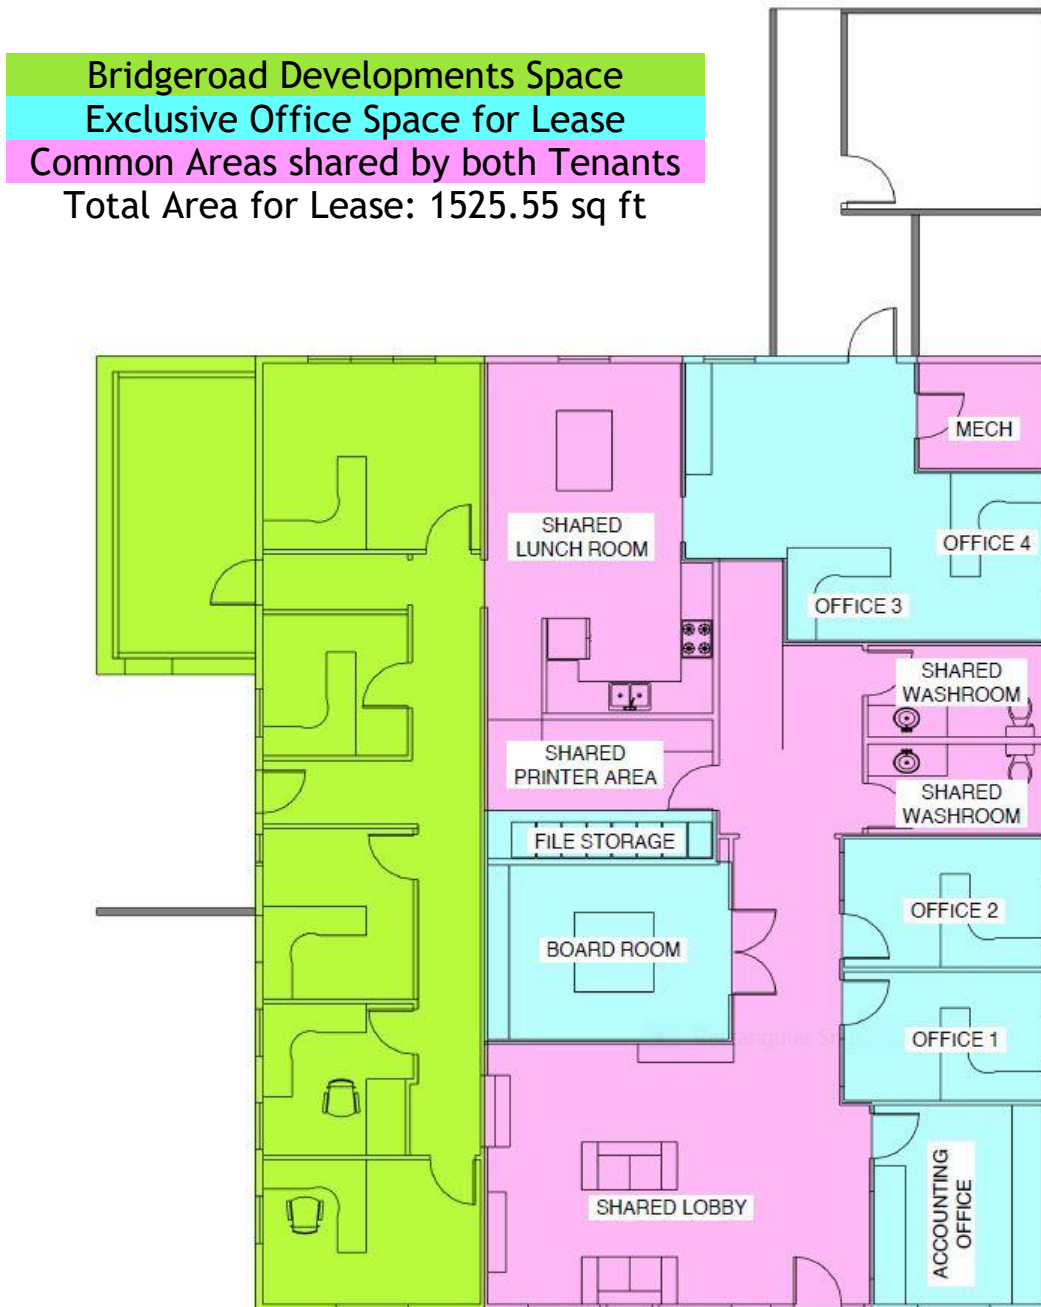 Bridgeroad Developments Space
Exclusive Office Space for Lease
Common Areas shared by both Tenants
Total Area for Lease: 1525.55 sq ft
MECH
SHARED
LUNCH ROOM
OFFICE 4
OFFICE 3
SHARED
WASHROOM
SHARED
PRINTER AREA
SHARED
WASHROOM
FILE STORAGE
OFFICE 2
BOARD ROOM
OFFICE 1
ACCOUNTING
OFFICE
SHARED LOBBY